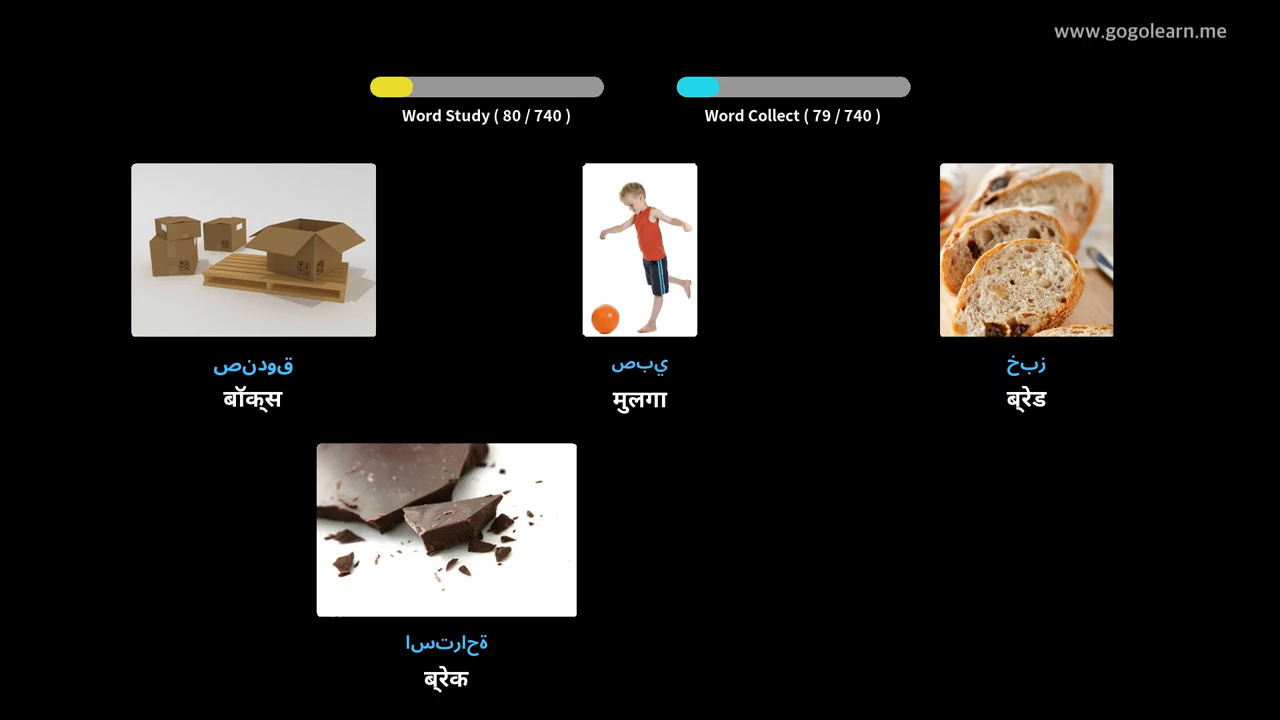 www.gogolearn.me
Word Study ( 80 / 740 )
Word Collect ( 79 / 740 )
صندوق
صبي
خبز
बॉक्स
मुलगा
ब्रेड
استراحة
ब्रेक